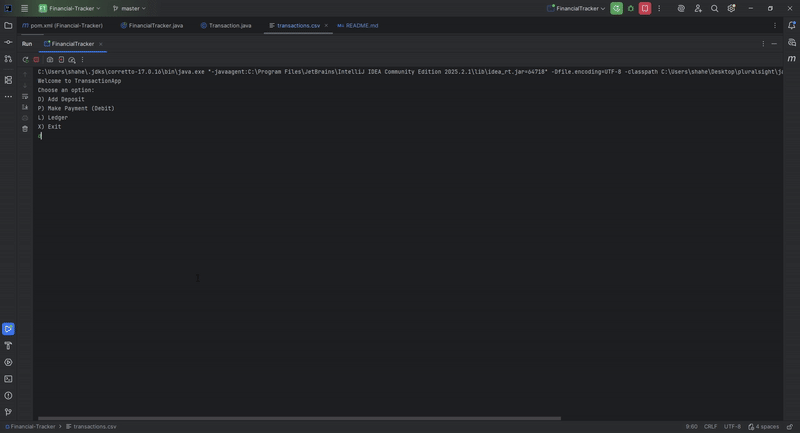 FT Financial-Tracker master FinancialTracker
pom.xml (Financial-Tracker) FinancialTracker.java Transaction.java transactions.csv README.md
Run FinancialTracker
C:\Users\shane\.jdks\corretto-17.0.16\bin\java.exe "-javaagent:C:\Program Files\JetBrains\IntelliJ IDEA Community Edition 2025.2.1\lib\idea_rt.jar=64718" -Dfile.encoding=UTF-8 -classpath C:\Users\shane\Desktop\pluralsight\
Welcome to TransactionApp
Choose an option:
D) Add Deposit
P) Make Payment (Debit)
L) Ledger
X) Exit
Financial-Tracker > transactions.csv 9:60 CRLF UTF-8 4 spaces